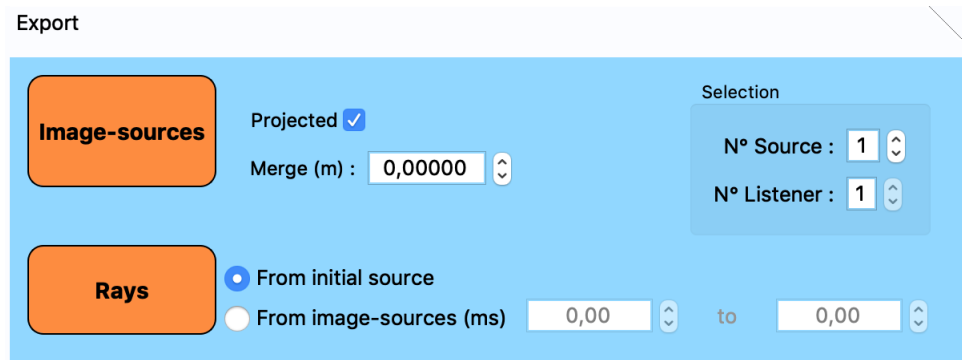 Export
Selection
Image-sources
Projected
Merge (m) : 0,00000
N° Source : 1
N° Listener : 1
Rays
From initial source
From image-sources (ms) 0,00 to 0,00